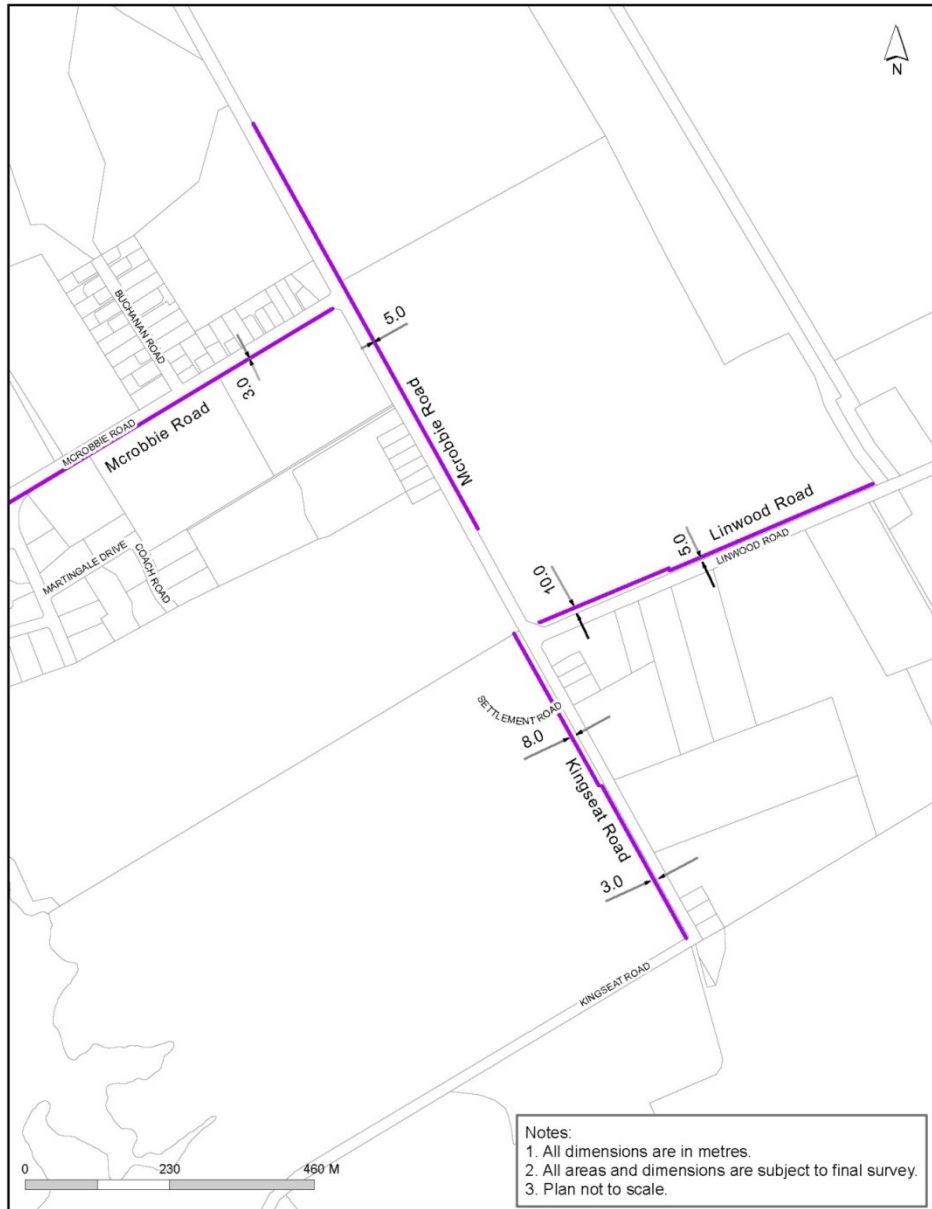 N
5.0
BUCHANAN ROAD
3.0
MCROBBIE ROAD
Mcrobbie Road
Mcrobbie Road
Linwood Road
LINWOOD ROAD
5.0
10.0
MARTINGALE DRIVE
COACH ROAD
SETTLEMENT ROAD
8.0
Kingseat Road
3.0
KINGSEAT ROAD
0 230 460 M
Notes:
1. All dimensions are in metres.
2. All areas and dimensions are subject to final survey.
3. Plan not to scale.